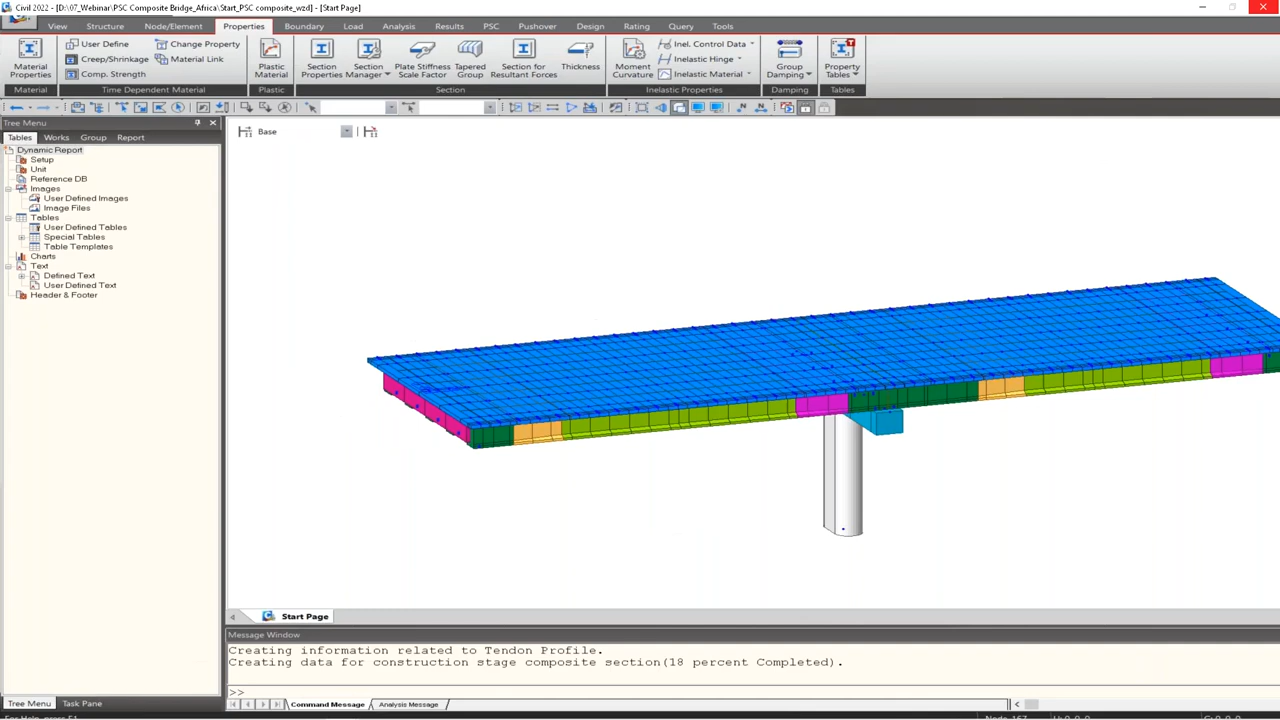 Civil 2022 - [D:\07_Webinar\PSC Composite [Bridge_Africa\Start_PSC composite_wzd] - [Start Page]
View Structure Node/Element Properties Boundary Load Analysis Results PSC Pushover Design Rating Query Tools
Material Properties
User Define
Creep/Shrinkage
Comp. Strength
Change Property
Material Link
Plastic Material
Section Properties
Section Manager
Plate Stiffness Scale Factor
Tapered Group
Section for Resultant Forces
Thickness
Moment Curvature
Inel. Control Data
Inelastic Hinge
Inelastic Material
Group Damping
Property Tables
Material Time Dependent Material Plastic Section Inelastic Properties Damping Tables
Tree Menu
Base
Tables Works Group Report
Dynamic Report
Setup
Unit
Reference DB
Images
User Defined Images
Image Files
Tables
User Defined Tables
Special Tables
Table Templates
Charts
Text
Defined Text
User Defined Text
Header & Footer
Start Page
Message Window
Creating information related to Tendon Profile.
Creating data for construction stage composite section(18 percent Completed).
>>
Tree Menu Task Pane
Command Message Analysis Message